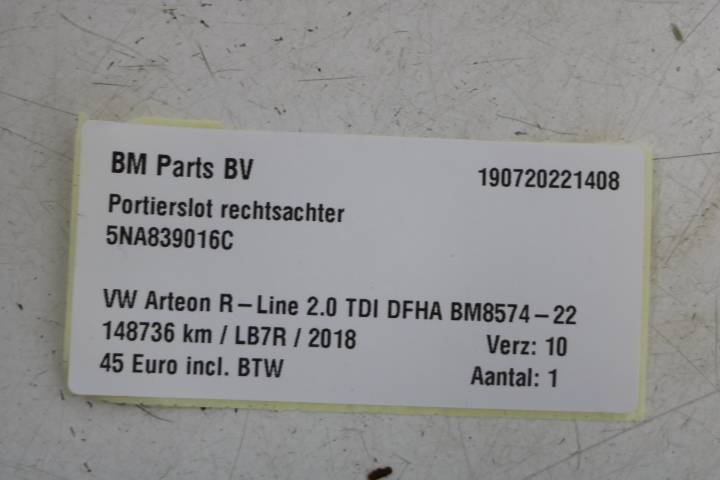 BM Parts BV 190720221408
Portierslot rechtsachter
5NA839016C
VW Arteon R-Line 2.0 TDI DFHA BM8574-22
148736 km / LB7R / 2018 Verz: 10
45 Euro incl. BTW Aantal: 1